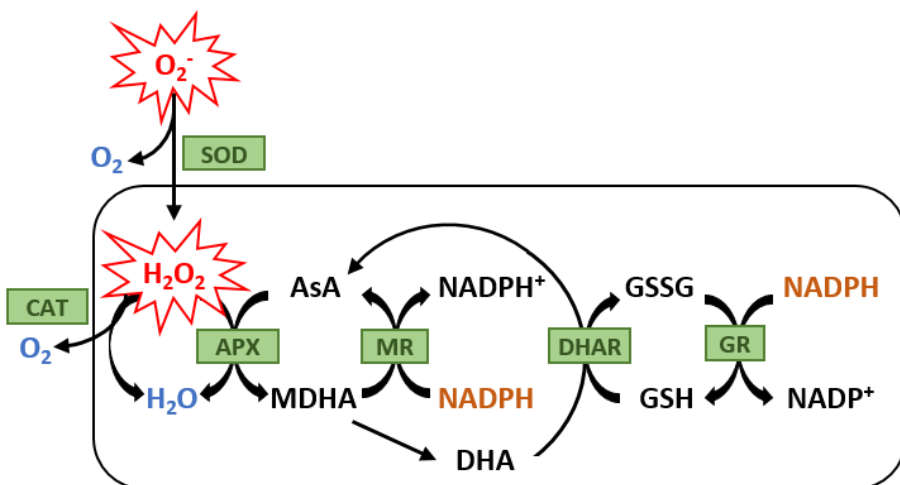 O₂⁻
O₂
SOD
H₂O₂
AsA
NADPH⁺
GSSG
NADPH
CAT
O₂
APX
MR
DHAR
GR
H₂O
MDHA
NADPH
GSH
NADP⁺
DHA